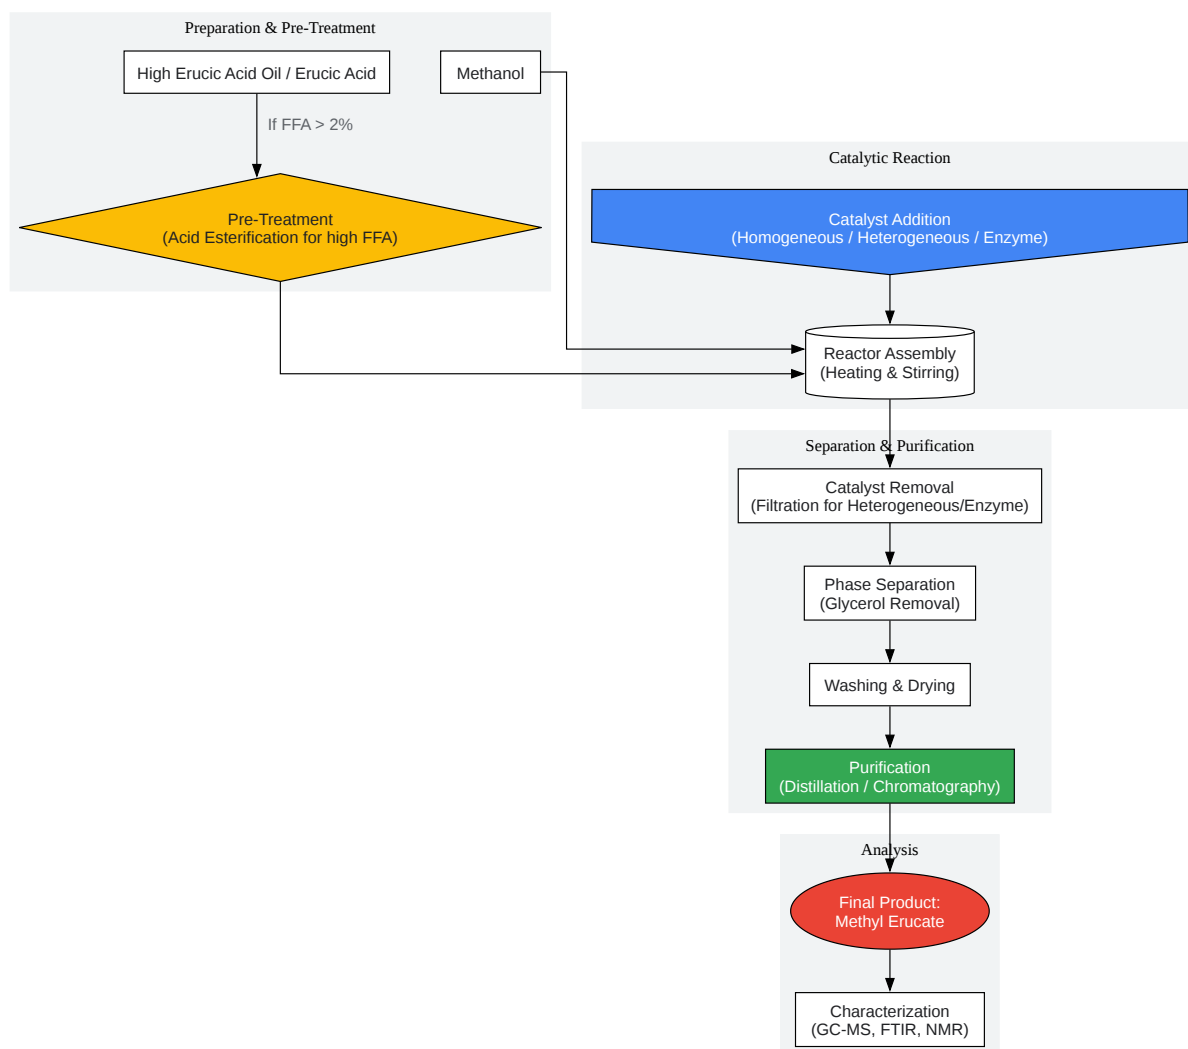 Preparation & Pre-Treatment
High Erucic Acid Oil / Erucic Acid
Methanol
If FFA > 2%
Pre-Treatment
(Acid Esterification for high FFA)
Catalytic Reaction
Catalyst Addition
(Homogeneous / Heterogeneous / Enzyme)
Reactor Assembly
(Heating & Stirring)
Separation & Purification
Catalyst Removal
(Filtration for Heterogeneous/Enzyme)
Phase Separation
(Glycerol Removal)
Washing & Drying
Purification
(Distillation / Chromatography)
Analysis
Final Product:
Methyl Erucate
Characterization
(GC-MS, FTIR, NMR)